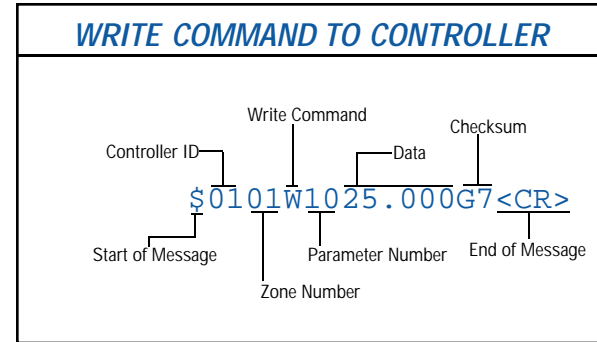 WRITE COMMAND TO CONTROLLER
Write Command
Checksum
Controller ID
Data
$0101W1025.000G7<CR>
Start of Message
Parameter Number
End of Message
Zone Number